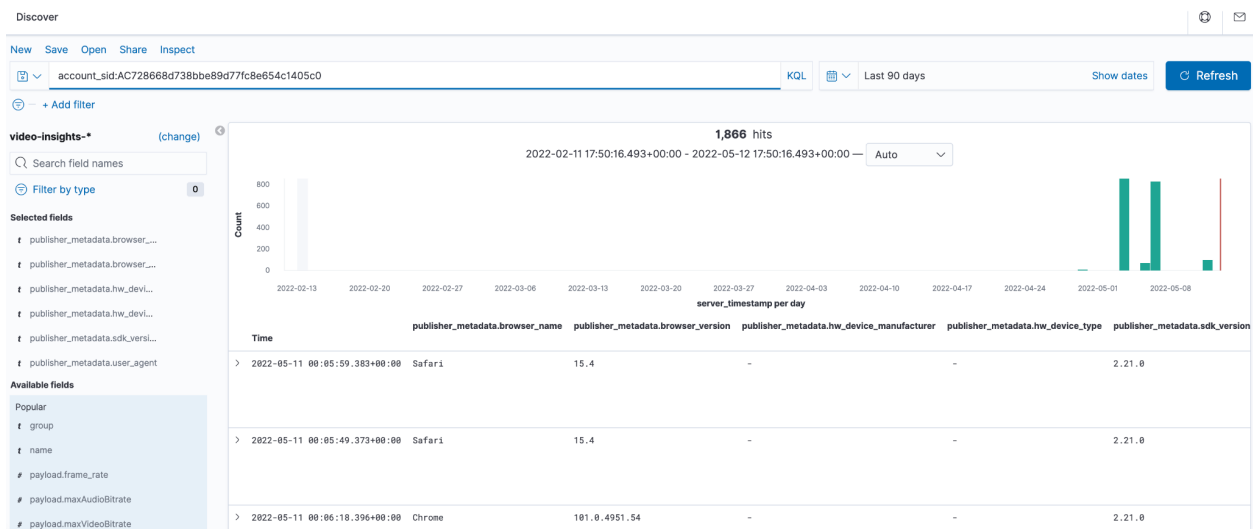 Discover
New Save Open Share Inspect
account_sid:AC728668d738bbe89d77fc8e654c1405c0 KQL Last 90 days Show dates Refresh
+ Add filter
video-insights-* (change)
Search field names
Filter by type 0
Selected fields
t publisher_metadata.browser_...
t publisher_metadata.browser_...
t publisher_metadata.hw_devi...
t publisher_metadata.hw_devi...
t publisher_metadata.sdk_versi...
t publisher_metadata.user_agent
Available fields
Popular
t group
t name
# payload.frame_rate
# payload.maxAudioBitrate
# payload.maxVideoBitrate
1,866 hits
2022-02-11 17:50:16.493+00:00 - 2022-05-12 17:50:16.493+00:00 — Auto
Count
800
600
400
200
0
2022-02-13 2022-02-20 2022-02-27 2022-03-06 2022-03-13 2022-03-20 2022-03-27 2022-04-03 2022-04-10 2022-04-17 2022-04-24 2022-05-01 2022-05-08
server_timestamp per day
Time publisher_metadata.browser_name publisher_metadata.browser_version publisher_metadata.hw_device_manufacturer publisher_metadata.hw_device_type publisher_metadata.sdk_version
2022-05-11 00:05:59.383+00:00 Safari 15.4 - - 2.21.0
2022-05-11 00:05:49.373+00:00 Safari 15.4 - - 2.21.0
2022-05-11 00:06:18.396+00:00 Chrome 101.0.4951.54 - - 2.21.0